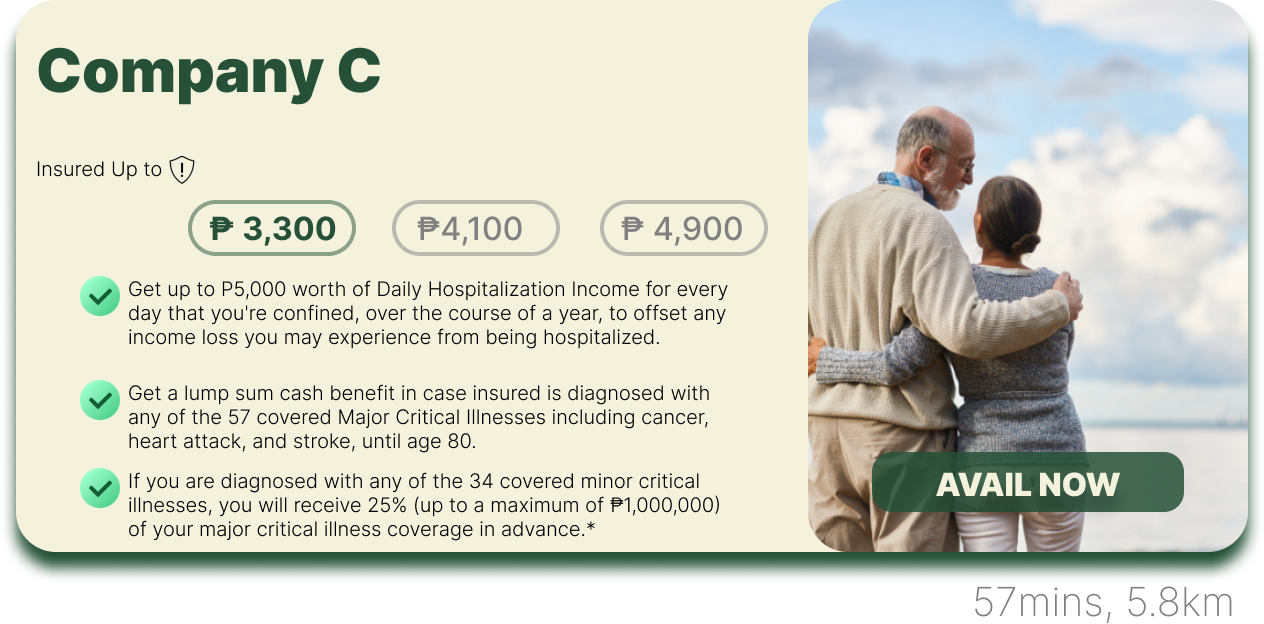 Company C
Insured Up to
₱ 3,300
₱4,100
₱ 4,900
Get up to P5,000 worth of Daily Hospitalization Income for every
day that you're confined, over the course of a year, to offset any
income loss you may experience from being hospitalized.
Get a lump sum cash benefit in case insured is diagnosed with
any of the 57 covered Major Critical Illnesses including cancer,
heart attack, and stroke, until age 80.
If you are diagnosed with any of the 34 covered minor critical
illnesses, you will receive 25% (up to a maximum of ₱1,000,000)
of your major critical illness coverage in advance.*
AVAIL NOW
57mins, 5.8km